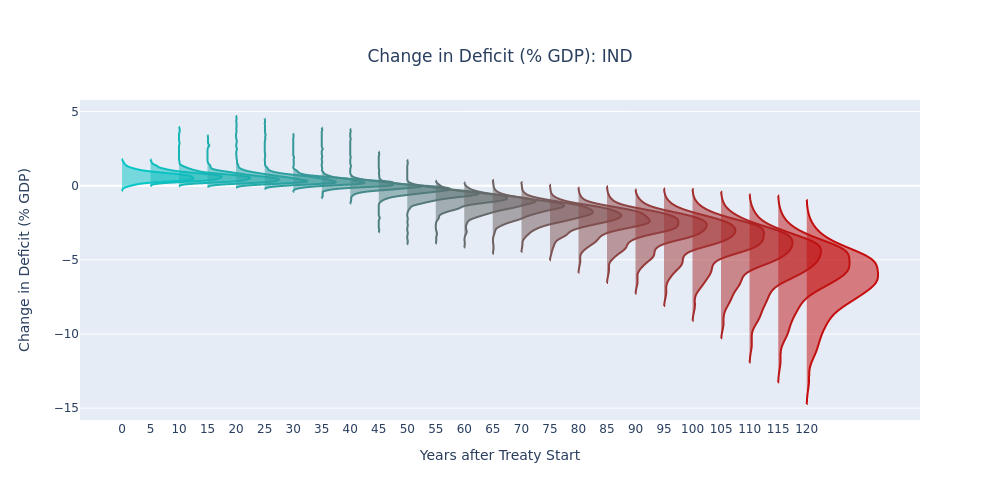 Change in Deficit (% GDP): IND
Change in Deficit (% GDP)
5
0
−5
−10
−15
0 5 10 15 20 25 30 35 40 45 50 55 60 65 70 75 80 85 90 95 100 105 110 115 120
Years after Treaty Start